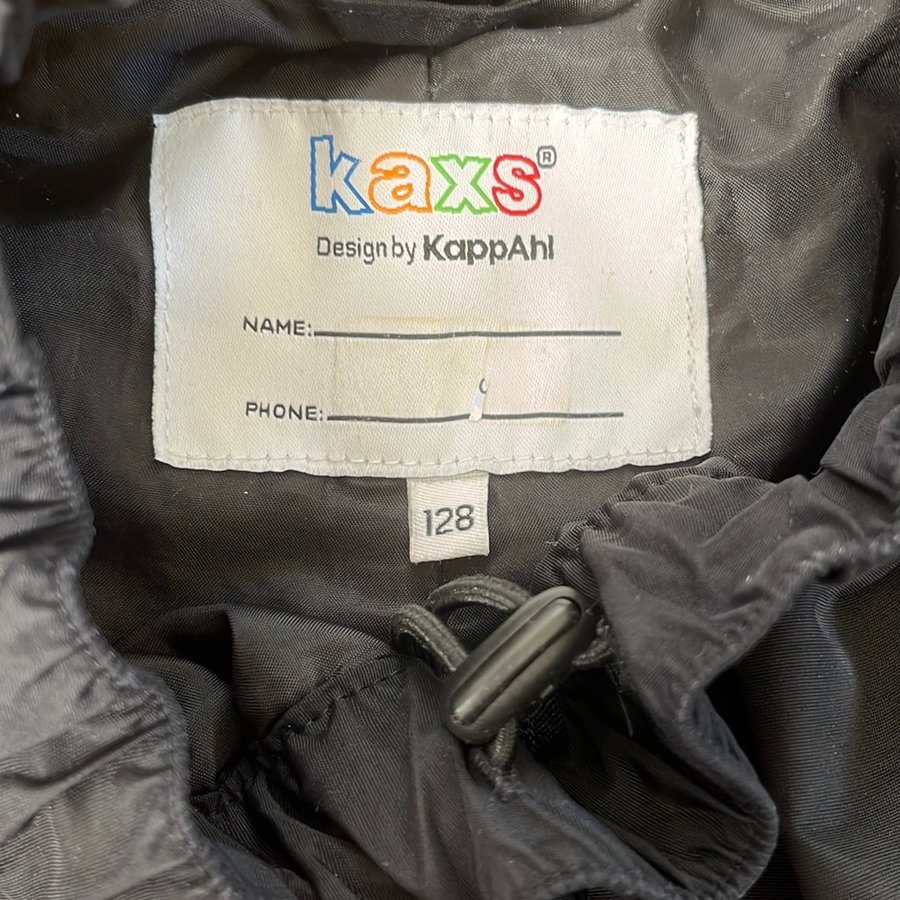 kaxs®
Design by KappAhl
NAME:
PHONE:
128